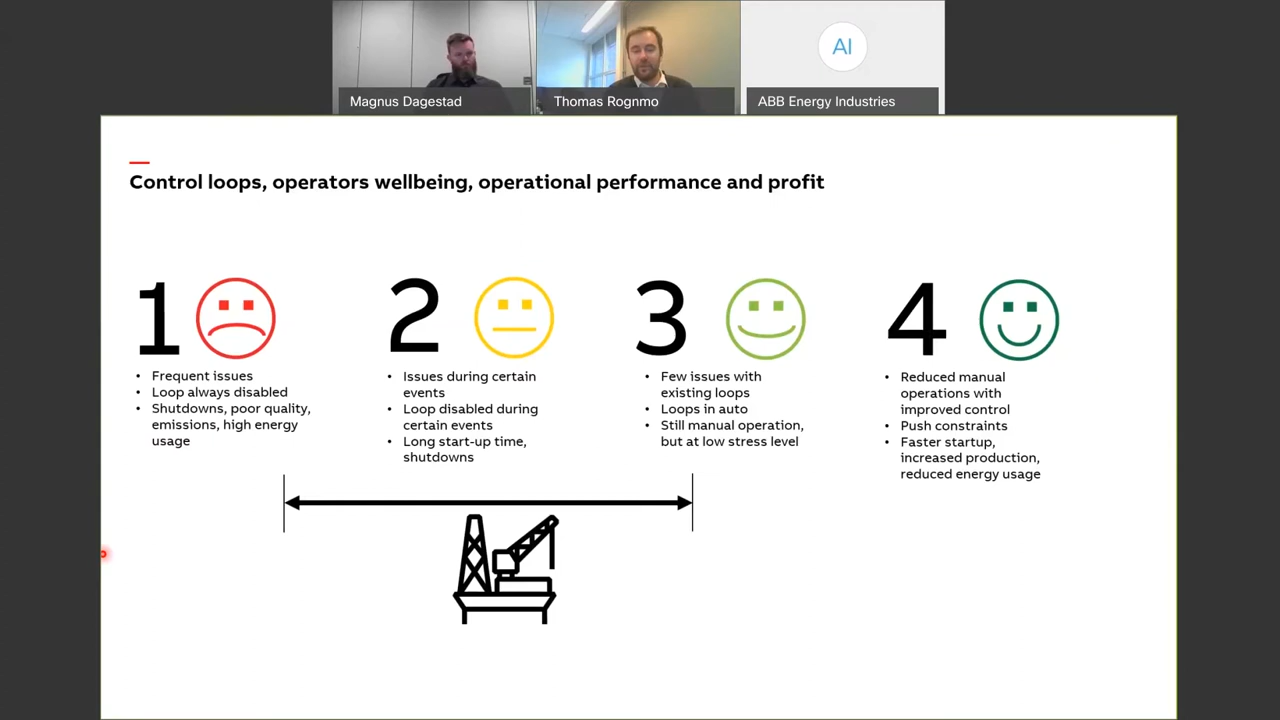 Magnus Dagestad
Thomas Rognmo
AI
ABB Energy Industries
Control loops, operators wellbeing, operational performance and profit
1
• Frequent issues
• Loop always disabled
• Shutdowns, poor quality,
emissions, high energy
usage
2
• Issues during certain
events
• Loop disabled during
certain events
• Long start-up time,
shutdowns
3
• Few issues with
existing loops
• Loops in auto
• Still manual operation,
but at low stress level
4
• Reduced manual
operations with
improved control
• Push constraints
• Faster startup,
increased production,
reduced energy usage